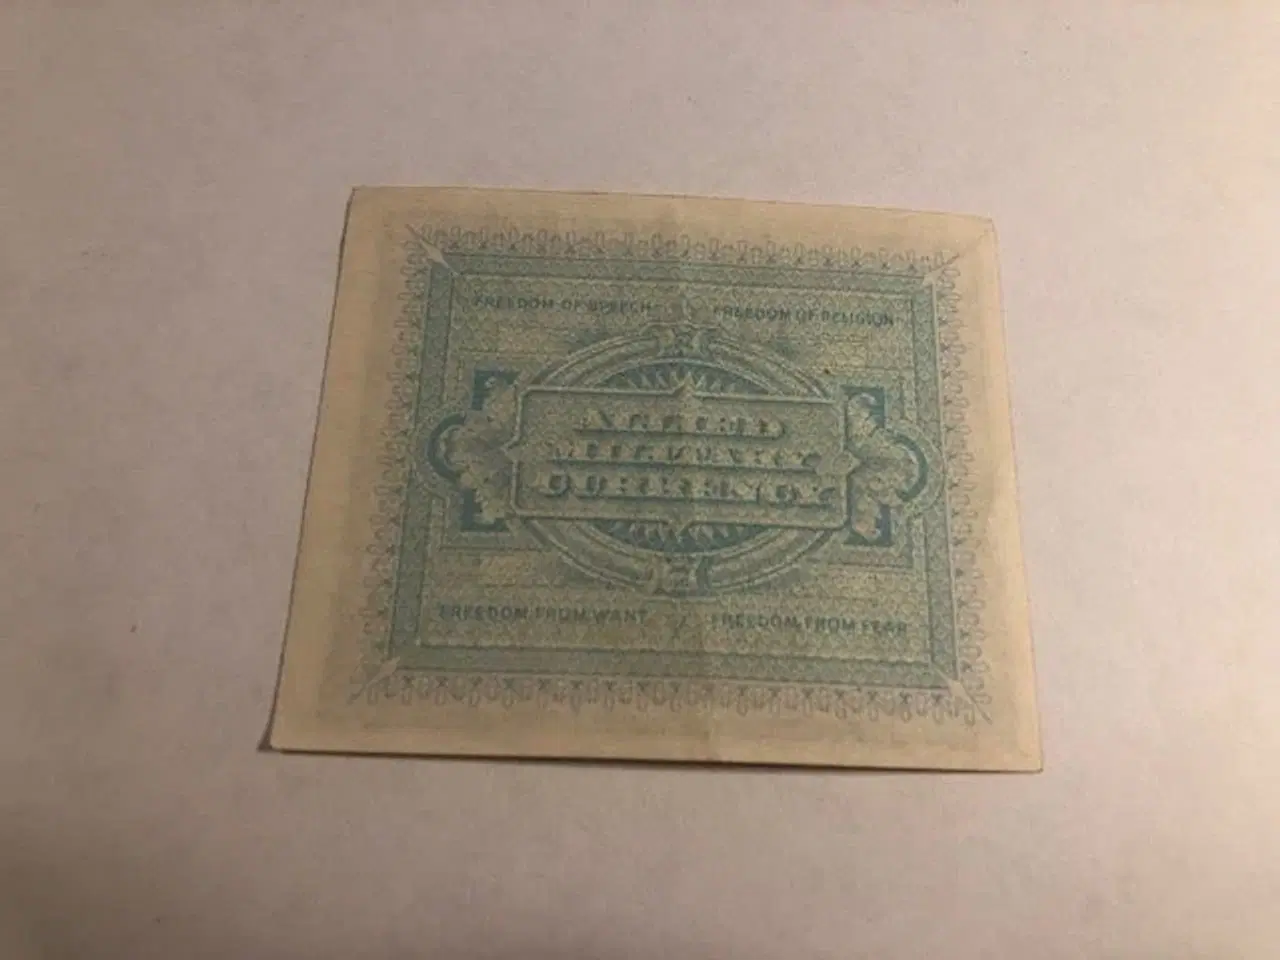 FREEDOM OF SPEECH FREEDOM OF RELIGION
ALLIED
MILITARY
CURRENCY
FREEDOM FROM WANT FREEDOM FROM FEAR